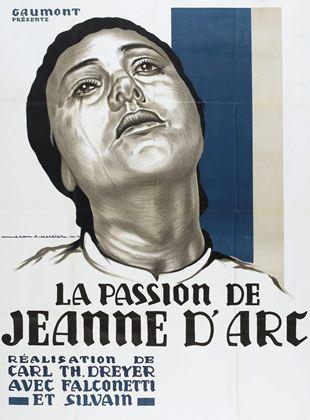 GAUMONT
PRÉSENTE
LA PASSION DE
JEANNE D'ARC
RÉALISATION DE
CARL TH. DREYER
AVEC FALCONETTI
ET SILVAIN